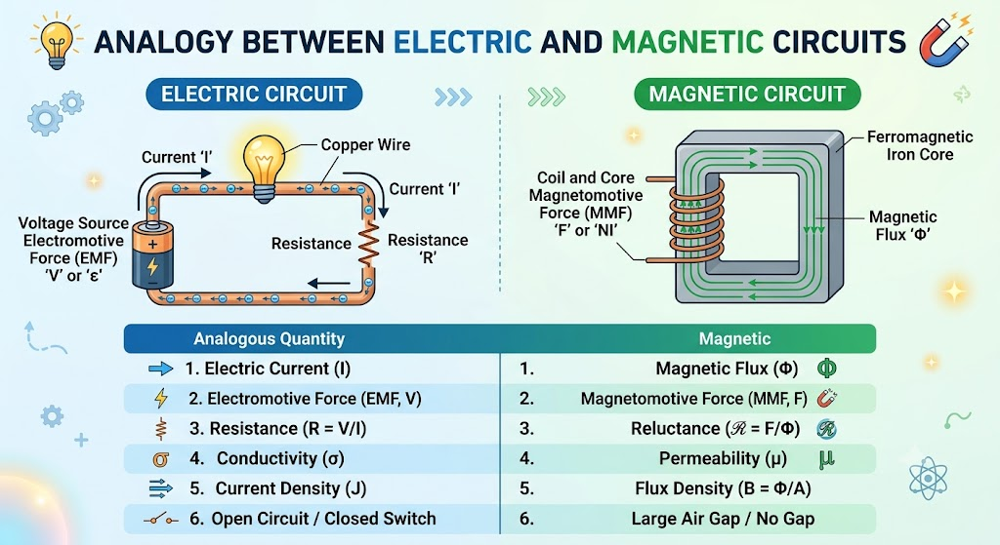 ANALOGY BETWEEN ELECTRIC AND MAGNETIC CIRCUITS
ELECTRIC CIRCUIT
Current ‘I’
Copper Wire
Current ‘I’
Voltage Source
Electromotive
Force (EMF)
‘V’ or ‘ε’
+
Resistance
Resistance
‘R’
MAGNETIC CIRCUIT
Ferromagnetic
Iron Core
Coil and Core
Magnetomotive
Force (MMF)
‘F’ or ‘NI’
Magnetic
Flux ‘Φ’
Analogous Quantity
Magnetic
1. Electric Current (I)
1. Magnetic Flux (Φ) Φ
2. Electromotive Force (EMF, V)
2. Magnetomotive Force (MMF, F)
3. Resistance (R = V/I)
3. Reluctance (ℛ = F/Φ) ℛ
σ 4. Conductivity (σ)
4. Permeability (μ) μ
5. Current Density (J)
5. Flux Density (B = Φ/A)
6. Open Circuit / Closed Switch
6. Large Air Gap / No Gap